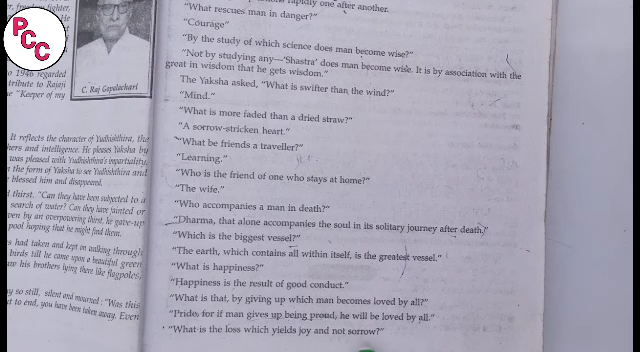 PCC
r, freedom fighter,
He
C. Raj Gopalachari
o 1946 regarded
tribute to Rajaji
e "Keeper of my
It reflects the character of Yudhishthira, the
hers and intelligence. He pleases Yaksha by
was pleased with Yudhishthira's impartiality,
n the form of Yaksha to see Yudhishthira and
blessed him and disappeared.
d thirst. "Can they have been subjected to a
search of water? Can they have fainted or
ven by an overpowering thirst, he gave-up
pool hoping that he might find them.
s had taken and kept on walking through
birds till he came upon a beautiful green
aw his brothers lying there like flagpoles,
ay so still, silent and mourned: "Was this
at to end, you have been taken away. Even
rapidly one after another.
"What rescues man in danger?"
"Courage"
"By the study of which science does man become wise?"
"Not by studying any—'Shastra' does man become wise. It is by association with the
great in wisdom that he gets wisdom."
The Yaksha asked, "What is swifter than the wind?"
"Mind."
"What is more faded than a dried straw?"
"A sorrow-stricken heart."
"What be friends a traveller?"
"Learning."
"Who is the friend of one who stays at home?"
"The wife."
"Who accompanies a man in death?"
"Dharma, that alone accompanies the soul in its solitary journey after death."
"Which is the biggest vessel?"
"The earth, which contains all within itself, is the greatest vessel."
"What is happiness?"
"Happiness is the result of good conduct."
"What is that, by giving up which man becomes loved by all?"
"Pride, for if man gives up being proud, he will be loved by all."
"What is the loss which yields joy and not sorrow?"